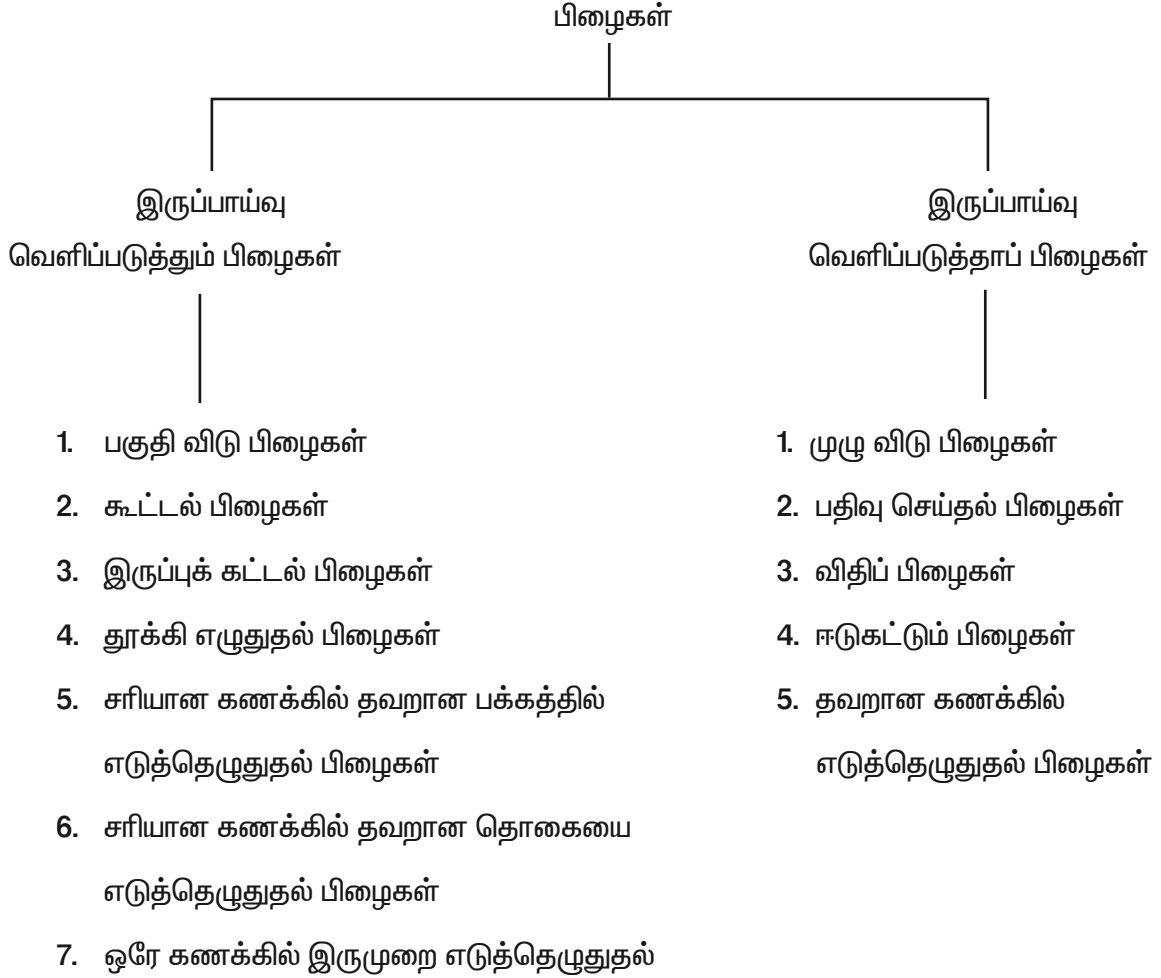 பிழைகள்
இருப்பாய்வு
வெளிப்படுத்தும் பிழைகள்
1. பகுதி விடு பிழைகள்
2. கூட்டல் பிழைகள்
3. இருப்புக் கட்டல் பிழைகள்
4. தூக்கி எழுதுதல் பிழைகள்
5. சரியான கணக்கில் தவறான பக்கத்தில்
எடுத்தெழுதுதல் பிழைகள்
6. சரியான கணக்கில் தவறான தொகையை
எடுத்தெழுதுதல் பிழைகள்
7. ஒரே கணக்கில் இருமுறை எடுத்தெழுதுதல்
இருப்பாய்வு
வெளிப்படுத்தாப் பிழைகள்
1. முழு விடு பிழைகள்
2. பதிவு செய்தல் பிழைகள்
3. விதிப் பிழைகள்
4. ஈடுகட்டும் பிழைகள்
5. தவறான கணக்கில்
எடுத்தெழுதுதல் பிழைகள்